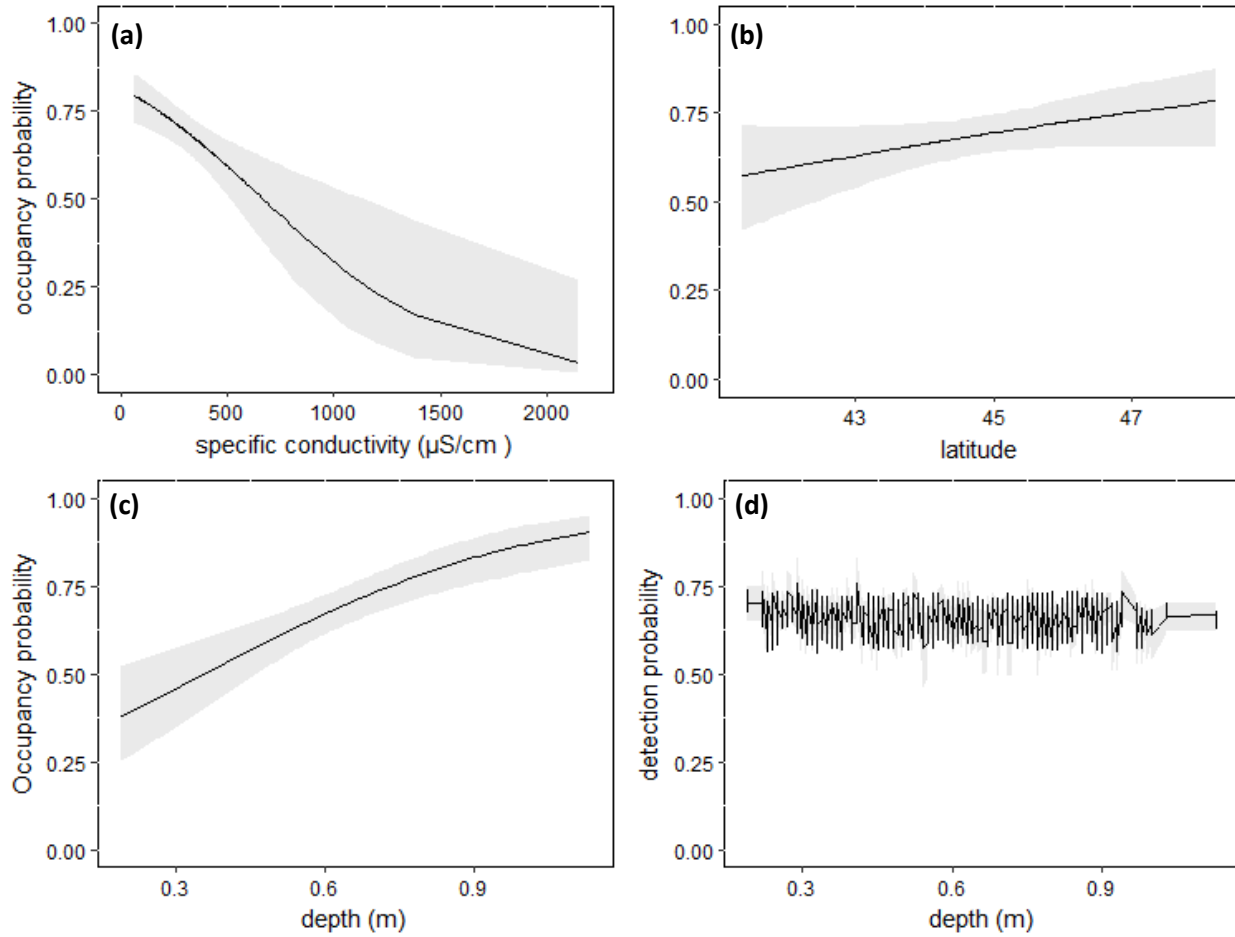 (a)
1.00
0.75
0.50
0.25
0.00
occupancy probability
0 500 1000 1500 2000
specific conductivity (µS/cm )
(b)
1.00
0.75
0.50
0.25
0.00
occupancy probability
43 45 47
latitude
(c)
1.00
0.75
0.50
0.25
0.00
Occupancy probability
0.3 0.6 0.9
depth (m)
(d)
1.00
0.75
0.50
0.25
0.00
detection probability
0.3 0.6 0.9
depth (m)